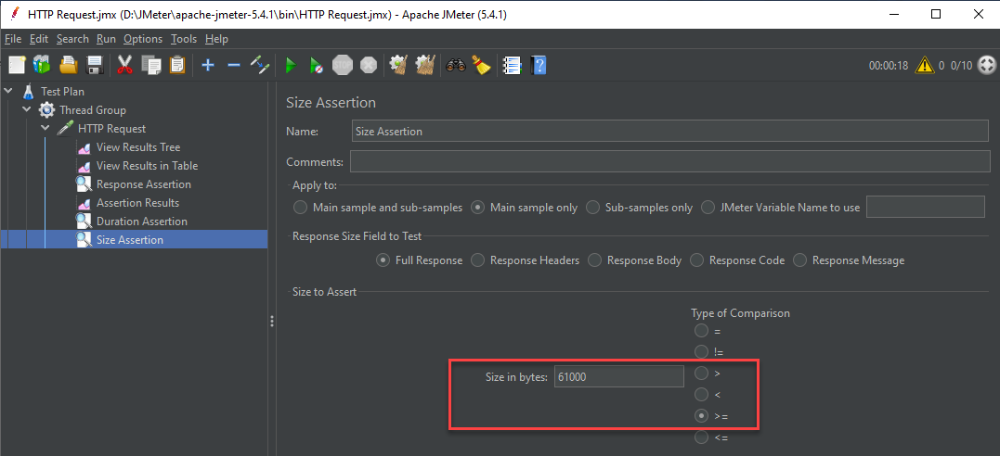 HTTP Request.jmx (D:\JMeter\apache-jmeter-5.4.1\bin\HTTP Request.jmx) - Apache JMeter (5.4.1)
File Edit Search Run Options Tools Help
STOP 00:00:18 0 0/10
Test Plan
Thread Group
HTTP Request
View Results Tree
View Results in Table
Response Assertion
Assertion Results
Duration Assertion
Size Assertion
Size Assertion
Name: Size Assertion
Comments:
Apply to:
Main sample and sub-samples Main sample only Sub-samples only JMeter Variable Name to use
Response Size Field to Test
Full Response Response Headers Response Body Response Code Response Message
Size to Assert
Type of Comparison
=
!=
Size in bytes: 61000 >
<
>=
<=